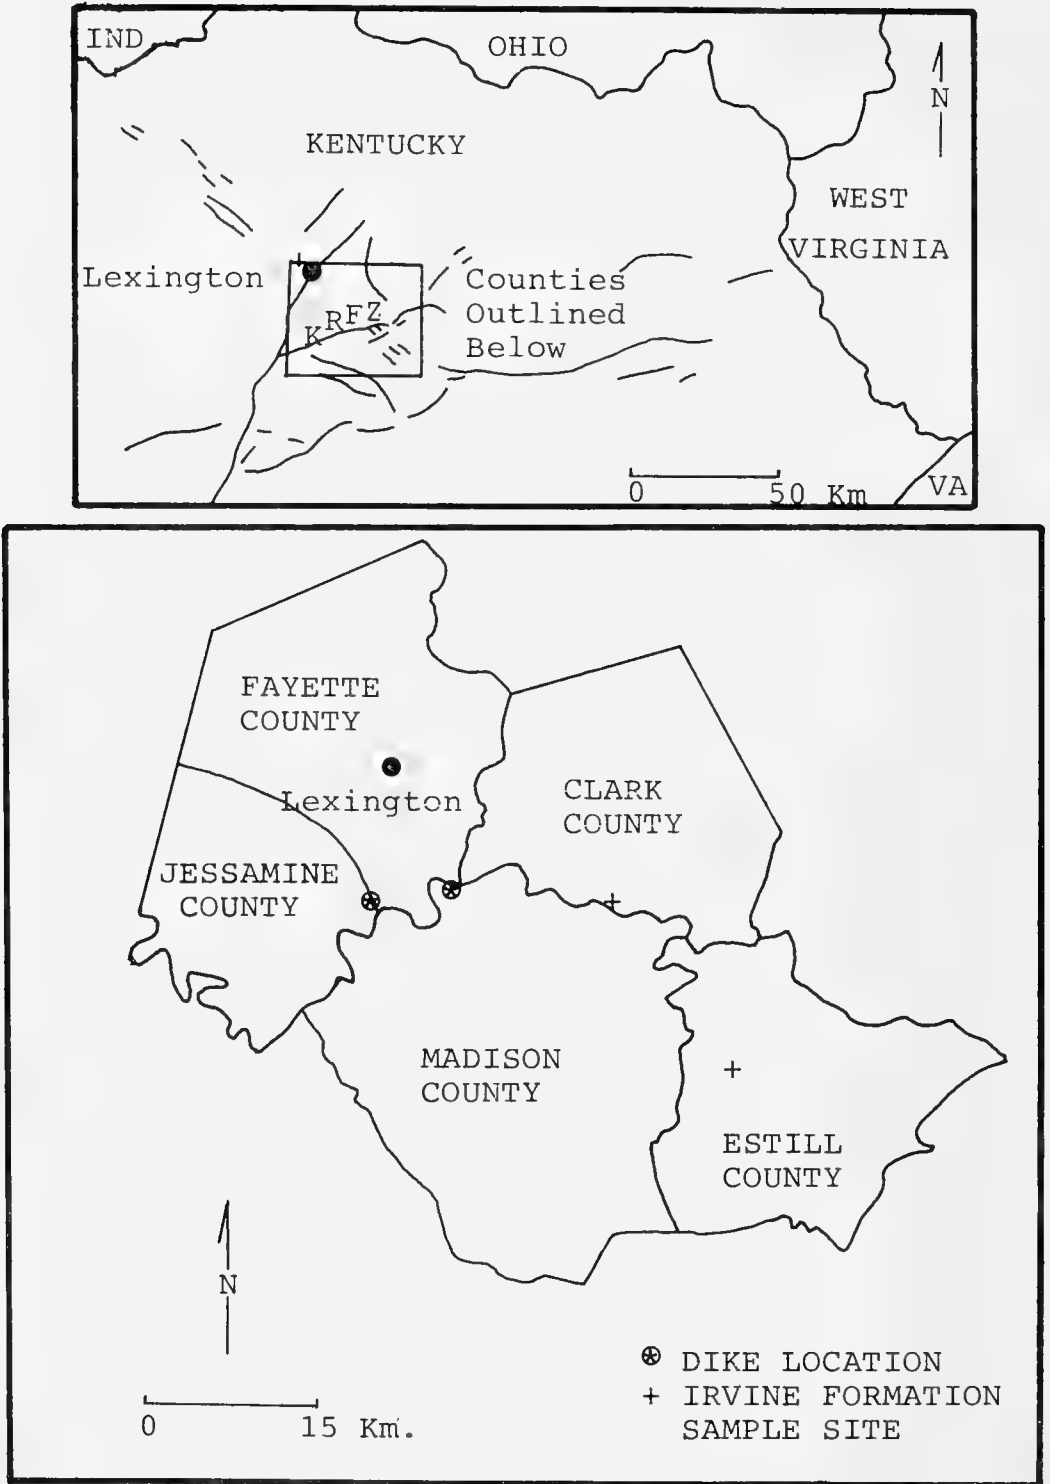 IND
OHIO
N
KENTUCKY
WEST
VIRGINIA
Lexington
Counties
Outlined
Below
KRFZ
0 50 Km
VA
FAYETTE
COUNTY
Lexington
CLARK
COUNTY
JESSAMINE
COUNTY
MADISON
COUNTY
ESTILL
COUNTY
N
DIKE LOCATION
+ IRVINE FORMATION
SAMPLE SITE
0 15 Km.